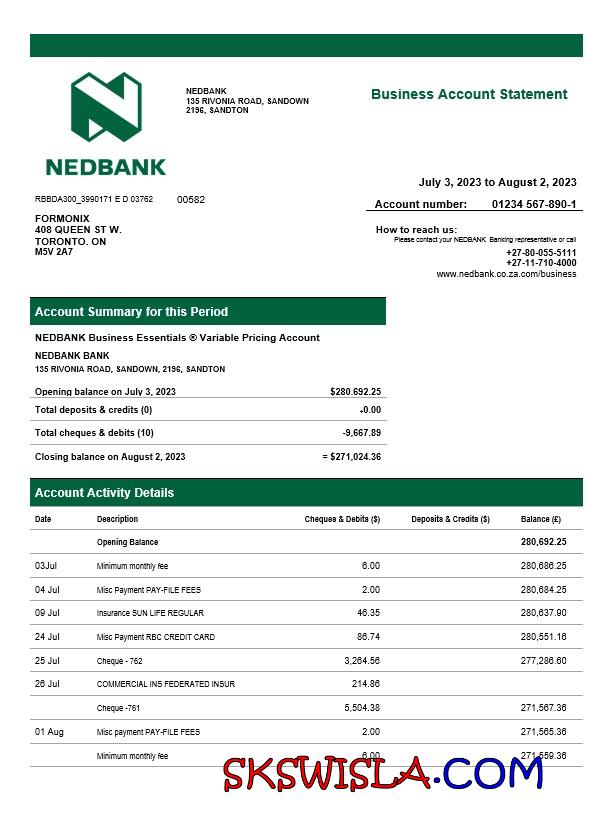 NEDBANK
135 RIVONIA ROAD, SANDOWN
2196, SANDTON
Business Account Statement
NEDBANK
July 3, 2023 to August 2, 2023
RBBDA300_3990171 E D 03762 00582
Account number: 01234 567-890-1
FORMONIX
408 QUEEN ST W.
TORONTO. ON
M5V 2A7
How to reach us:
Please contact your NEDBANK Banking representative or call
+27-80-055-5111
+27-11-710-4000
www.nedbank.co.za.com/business
Account Summary for this Period
NEDBANK Business Essentials ® Variable Pricing Account
NEDBANK BANK
135 RIVONIA ROAD, SANDOWN, 2196, SANDTON
Opening balance on July 3, 2023 $280.692.25
Total deposits & credits (0) +0.00
Total cheques & debits (10) -9,667.89
Closing balance on August 2, 2023 = $271,024.36
Account Activity Details
Date Description Cheques & Debits ($) Deposits & Credits ($) Balance (£)
Opening Balance 280,692.25
03Jul Minimum monthly fee 6.00 280,686.25
04 Jul Misc Payment PAY-FILE FEES 2.00 280,684.25
09 Jul Insurance SUN LIFE REGULAR 46.35 280,637.90
24 Jul Misc Payment RBC CREDIT CARD 86.74 280,551.16
25 Jul Cheque - 762 3,264.56 277,286.60
26 Jul COMMERCIAL INS FEDERATED INSUR 214.86
Cheque -761 5,504.38 271,567.36
01 Aug Misc payment PAY-FILE FEES 2.00 271,565.36
Minimum monthly fee 6.00 271,559.36
SKSWISLA.COM